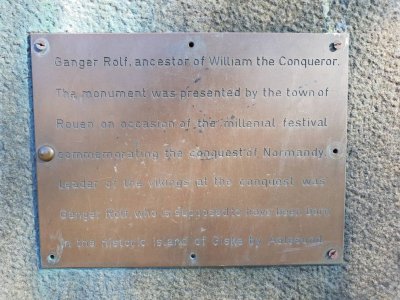 Ganger Rolf, ancestor of William the Conqueror.
The monument was presented by the town of
Rouen on occasion of the millenial festival
commemorating the conquest of Normandy,
leader of the vikings at the conquest was
Ganger Rolf, who is supposed to have been born
in the historic island of Giske by Aalesund.